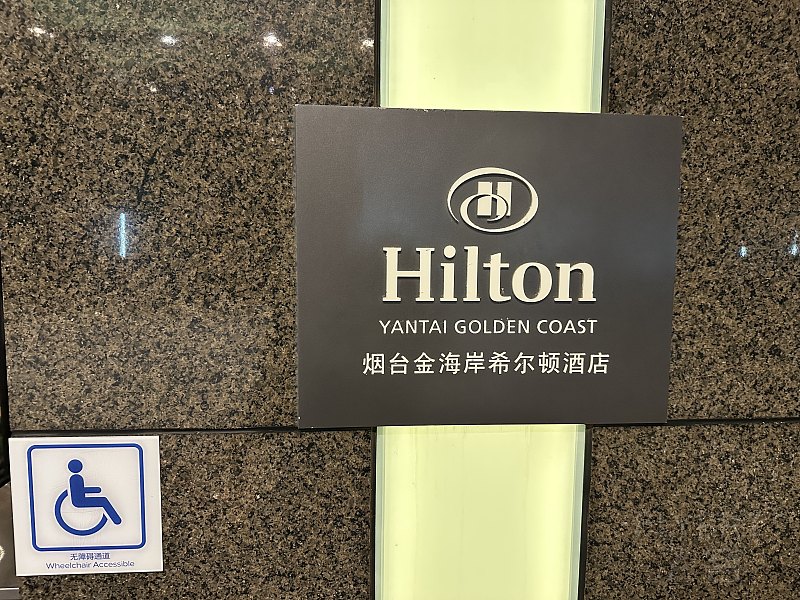 Hilton
YANTAI GOLDEN COAST
烟台金海岸希尔顿酒店
无障碍通道
Wheelchair Accessible